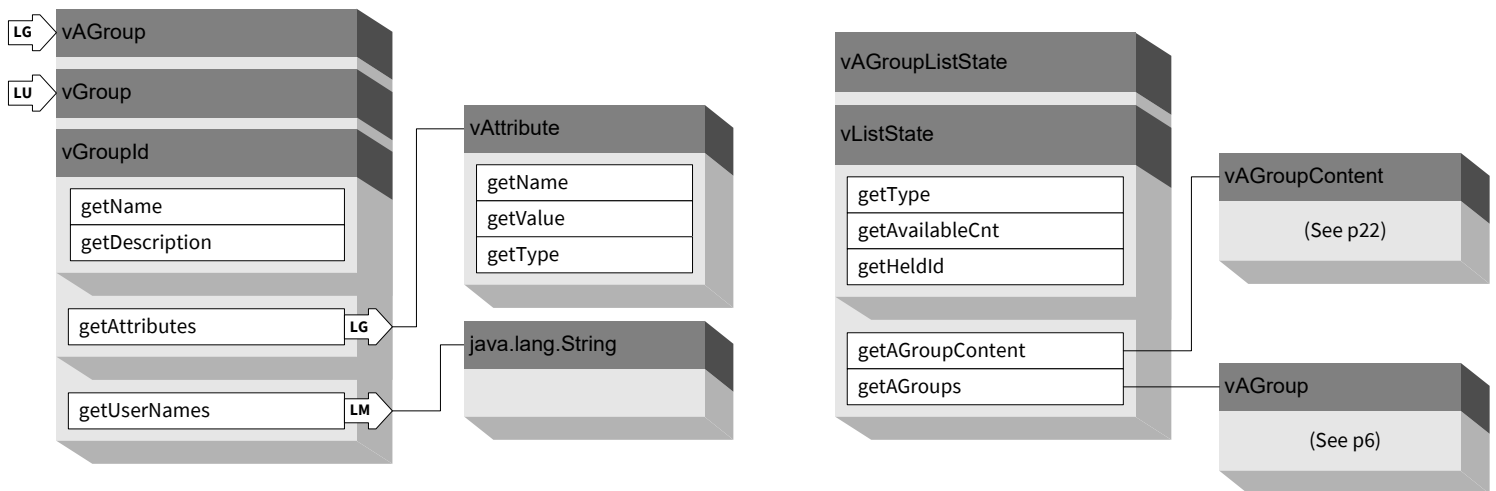 LG
vAGroup
LU
vGroup
vGroupId
getName
getDescription
getAttributes
LG
getUserNames
LM
vAttribute
getName
getValue
getType
java.lang.String
vAGroupListState
vListState
getType
getAvailableCnt
getHeldId
getAGroupContent
getAGroups
vAGroupContent
(See p22)
vAGroup
(See p6)